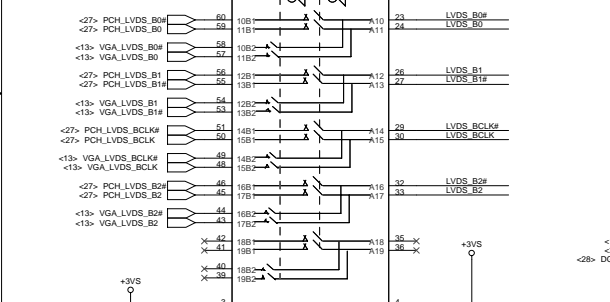 <27> PCH_LVDS_B0# 60 10B1 A10 23 LVDS_B0#
<27> PCH_LVDS_B0 59 11B1 A11 24 LVDS_B0
<13> VGA_LVDS_B0# 58 10B2
<13> VGA_LVDS_B0 57 11B2
<27> PCH_LVDS_B1 56 12B1 A12 26 LVDS_B1
<27> PCH_LVDS_B1# 55 13B1 A13 27 LVDS_B1#
<13> VGA_LVDS_B1 54 12B2
<13> VGA_LVDS_B1# 53 13B2
<27> PCH_LVDS_BCLK# 51 14B1 A14 29 LVDS_BCLK#
<27> PCH_LVDS_BCLK 50 15B1 A15 30 LVDS_BCLK
<13> VGA_LVDS_BCLK# 49 14B2
<13> VGA_LVDS_BCLK 48 15B2
<27> PCH_LVDS_B2# 46 16B1 A16 32 LVDS_B2#
<27> PCH_LVDS_B2 45 17B1 A17 33 LVDS_B2
<13> VGA_LVDS_B2# 44 16B2
<13> VGA_LVDS_B2 43 17B2
42 18B1 A18 35
41 19B1 A19 36
+3VS
40 18B2
39 19B2
<28> DO
+3VS